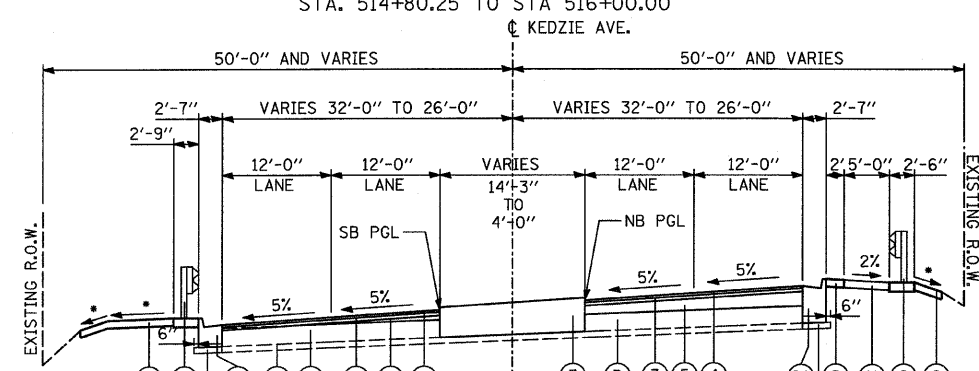 STA. 514+80.25 TO STA 516+00.00
℄ KEDZIE AVE.
50'-0" AND VARIES
50'-0" AND VARIES
2'-7"
VARIES 32'-0" TO 26'-0"
VARIES 32'-0" TO 26'-0"
2'-7"
2'-9"
12'-0"
LANE
12'-0"
LANE
VARIES
14'-3"
TO
4'-0"
12'-0"
LANE
12'-0"
LANE
2'
5'-0"
2'-6"
EXISTING R.O.W.
EXISTING R.O.W.
SB PGL
NB PGL
* *
5%
5%
5%
5%
2%
*
6"
6"